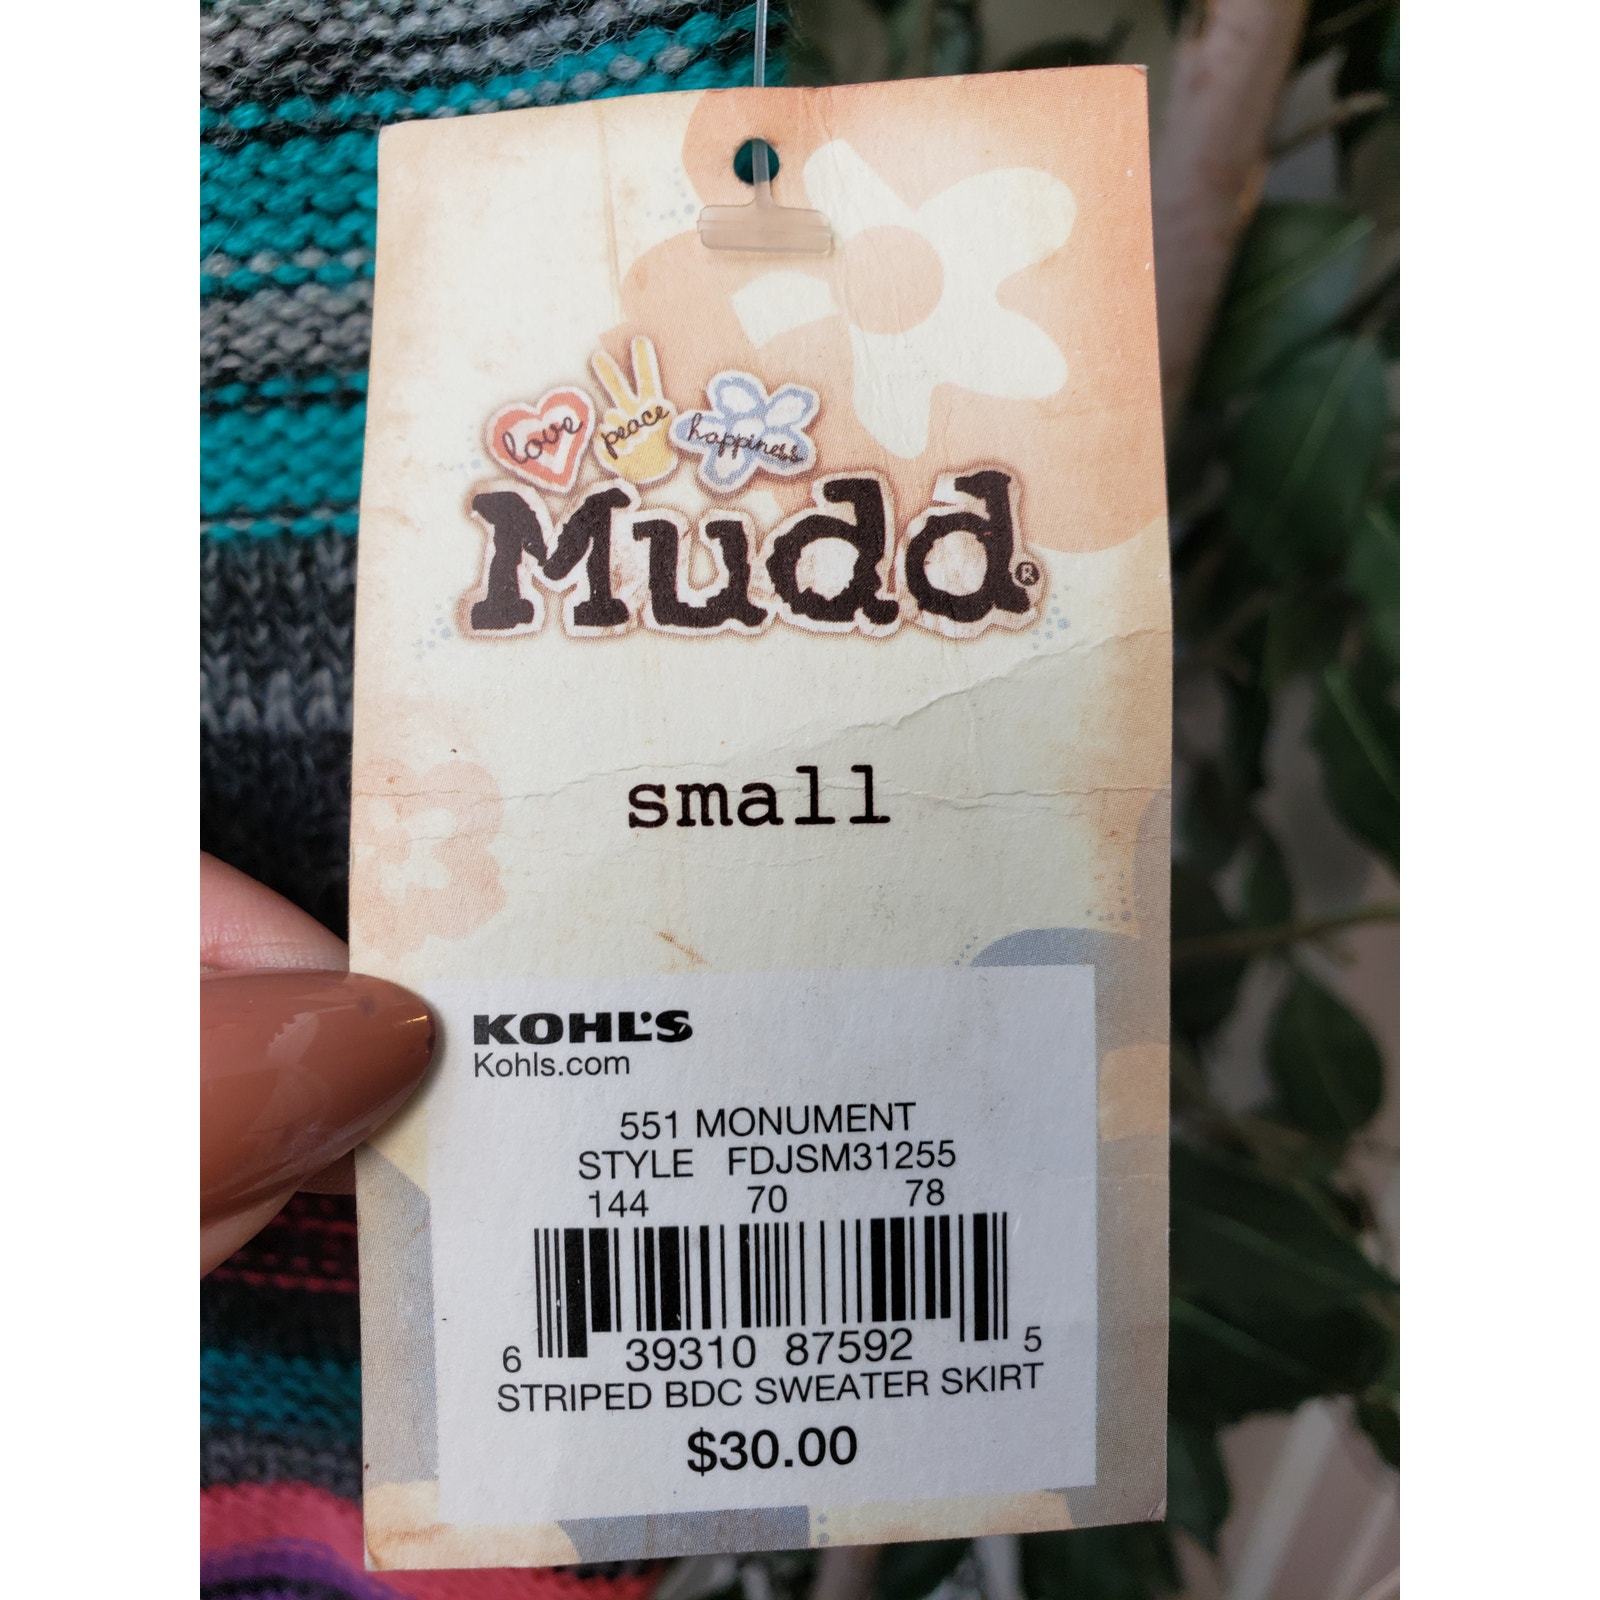 love peace happiness
Mudd®
small
KOHL'S
Kohls.com
551 MONUMENT
STYLE FDJSM31255
144 70 78
6 39310 87592 5
STRIPED BDC SWEATER SKIRT
$30.00